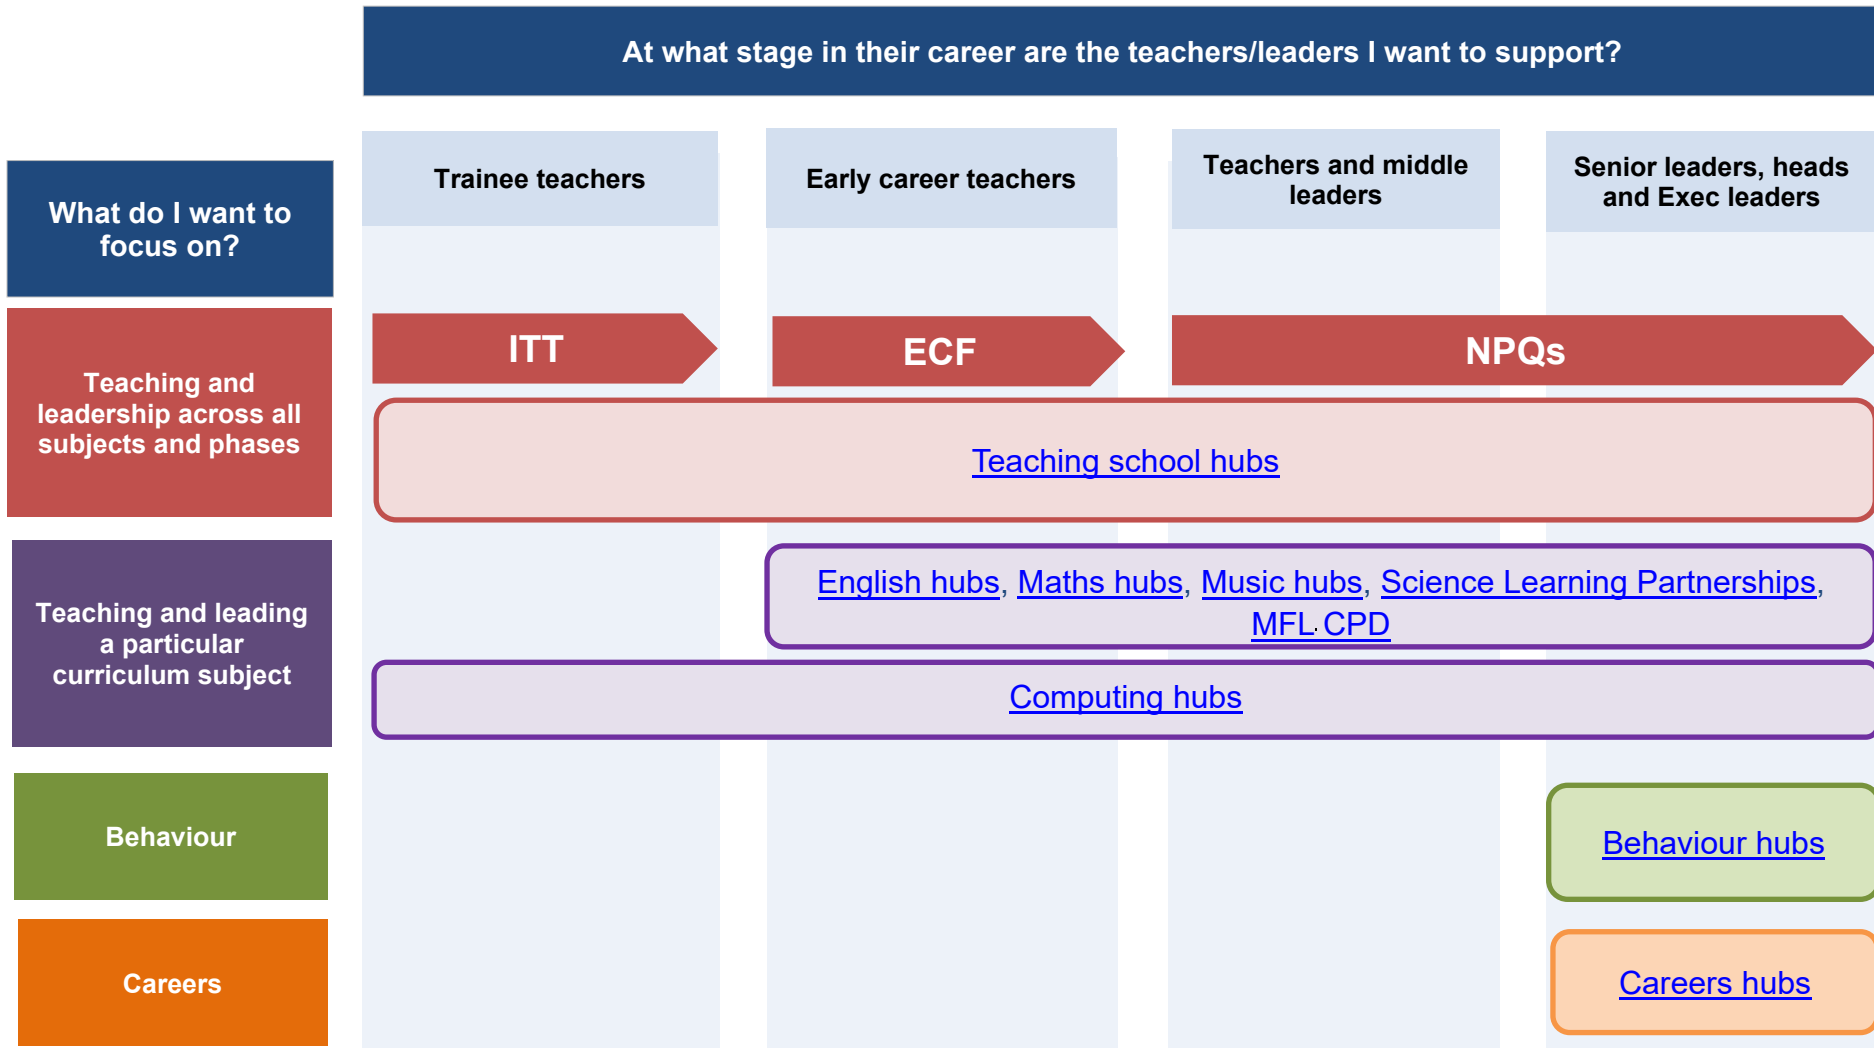 At what stage in their career are the teachers/leaders I want to support?
What do I want to
focus on?
Trainee teachers
Early career teachers
Teachers and middle
leaders
Senior leaders, heads
and Exec leaders
Teaching and
leadership across all
subjects and phases
ITT
ECF
NPQs
Teaching school hubs
Teaching and leading
a particular
curriculum subject
English hubs, Maths hubs, Music hubs, Science Learning Partnerships,
MFL CPD
Computing hubs
Behaviour
Behaviour hubs
Careers
Careers hubs